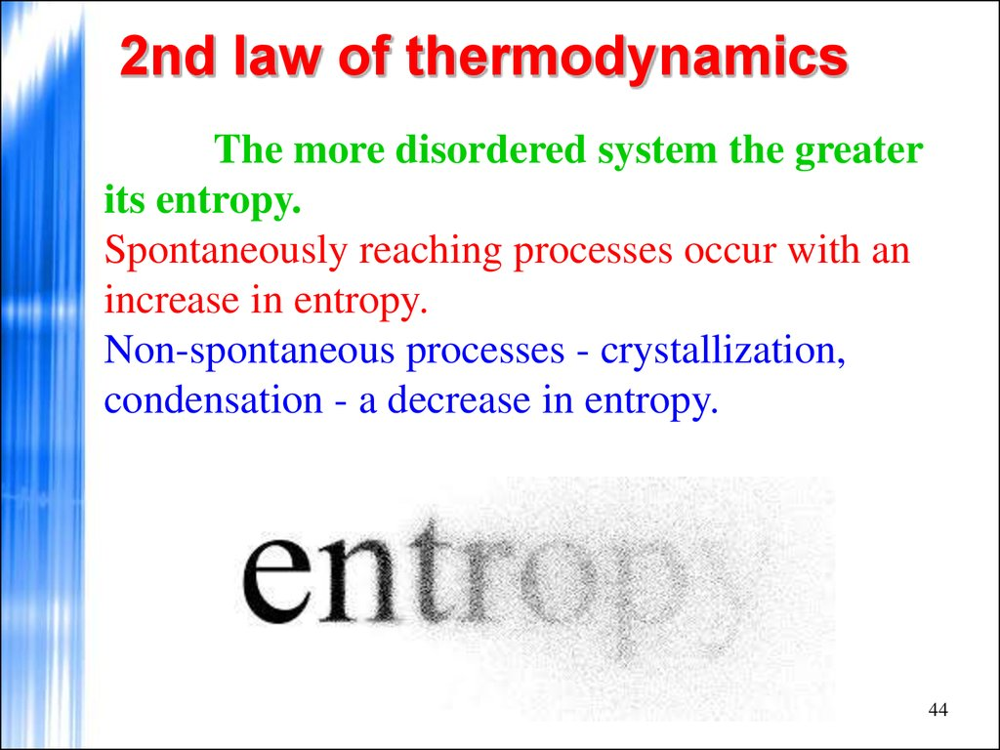 2nd law of thermodynamics
The more disordered system the greater
its entropy.
Spontaneously reaching processes occur with an
increase in entropy.
Non-spontaneous processes - crystallization,
condensation - a decrease in entropy.
entropy
44